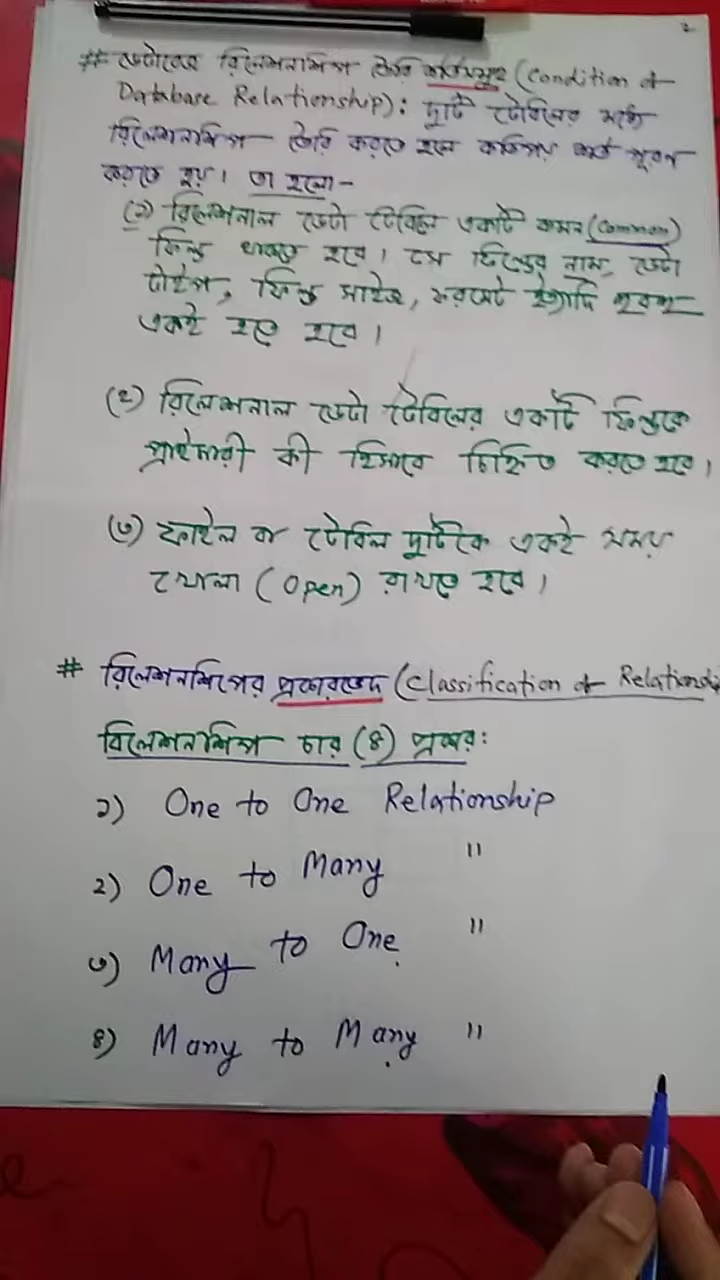 ২
# ডেটাবেজ রিলেশনশিপ তৈরি শর্তসমূহ (Condition of
Database Relationship): দুটি টেবিলের মধ্যে
রিলেশনশিপ তৈরি করতে হলে কতিপয় শর্ত পূরণ
করতে হয়। তা হলো-
(১) রিলেশনাল ডেটা টেবিলে একটি কমন (Common)
ফিল্ড থাকতে হবে। সে ফিল্ডের নাম, ডেটা
টাইপ, ফিল্ড সাইজ, ফরমেট ইত্যাদি হুবহু
একই হতে হবে।
(২) রিলেশনাল ডেটা টেবিলের একটি ফিল্ডকে
প্রাইমারী কী হিসাবে চিহ্নিত করতে হবে।
(৩) ফাইল বা টেবিল দুটিকে একই সময়
খোলা (Open) রাখতে হবে।
# রিলেশনশিপের প্রকারভেদ (Classification of Relationshi
রিলেশনশিপ চার (৪) প্রকার:
১) One to One Relationship
২) One to Many "
৩) Many to One "
৪) Many to Many "